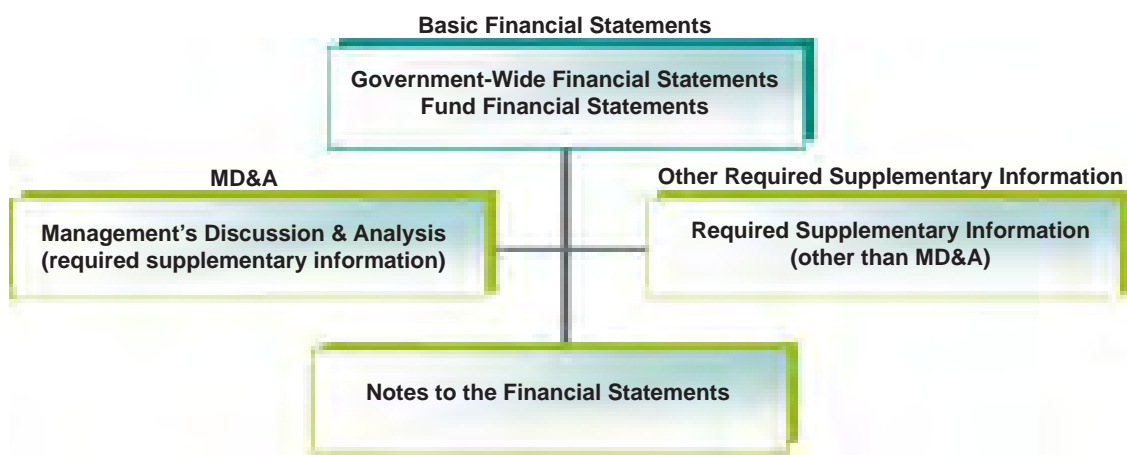 Basic Financial Statements
Government-Wide Financial Statements
Fund Financial Statements
MD&A
Management’s Discussion & Analysis
(required supplementary information)
Other Required Supplementary Information
Required Supplementary Information
(other than MD&A)
Notes to the Financial Statements